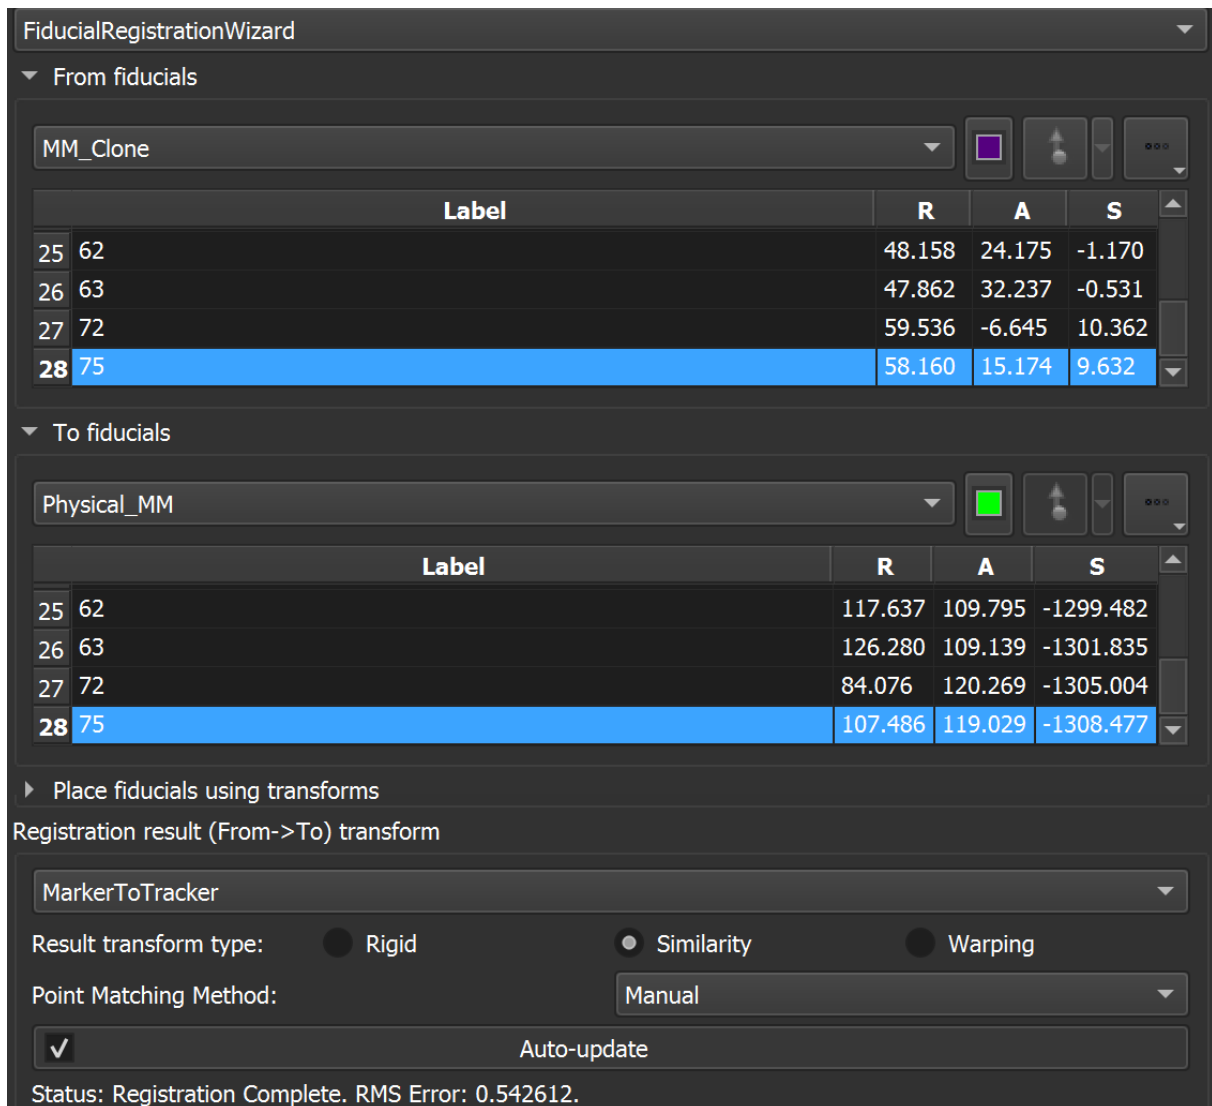 FiducialRegistrationWizard
From fiducials
MM_Clone
Label R A S
25 62 48.158 24.175 -1.170
26 63 47.862 32.237 -0.531
27 72 59.536 -6.645 10.362
28 75 58.160 15.174 9.632
To fiducials
Physical_MM
Label R A S
25 62 117.637 109.795 -1299.482
26 63 126.280 109.139 -1301.835
27 72 84.076 120.269 -1305.004
28 75 107.486 119.029 -1308.477
Place fiducials using transforms
Registration result (From->To) transform
MarkerToTracker
Result transform type: Rigid Similarity Warping
Point Matching Method: Manual
Auto-update
Status: Registration Complete. RMS Error: 0.542612.